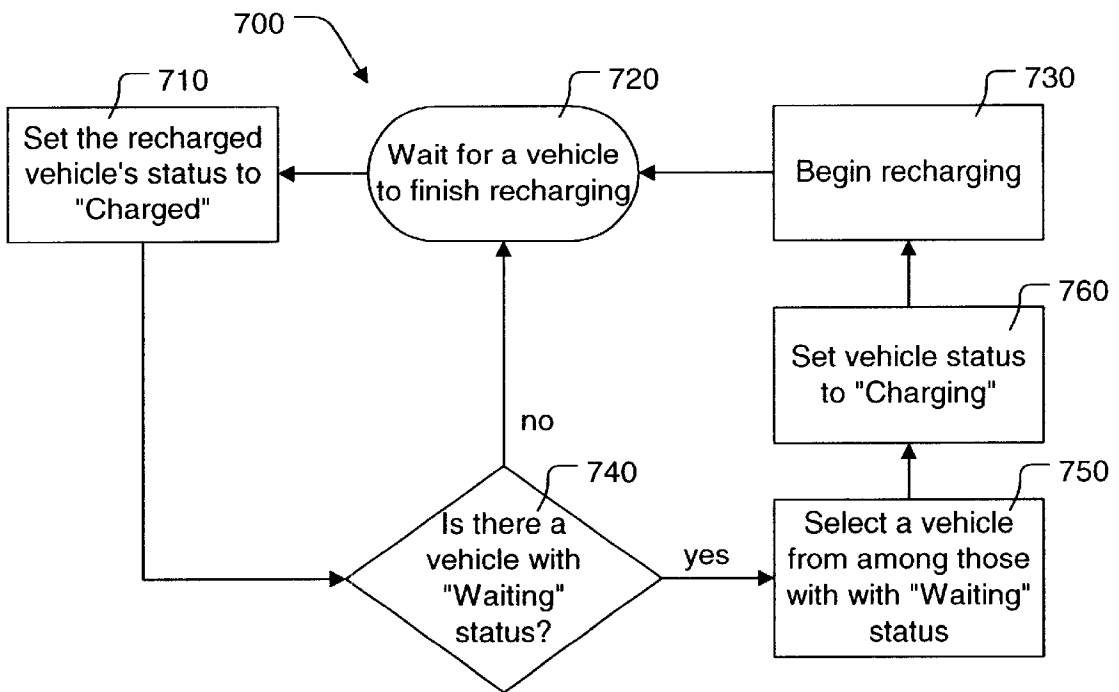 700
710
Set the recharged
vehicle's status to
"Charged"
720
Wait for a vehicle
to finish recharging
730
Begin recharging
760
Set vehicle status
to "Charging"
no
740
Is there a
vehicle with
"Waiting"
status?
yes
750
Select a vehicle
from among those
with with "Waiting"
status